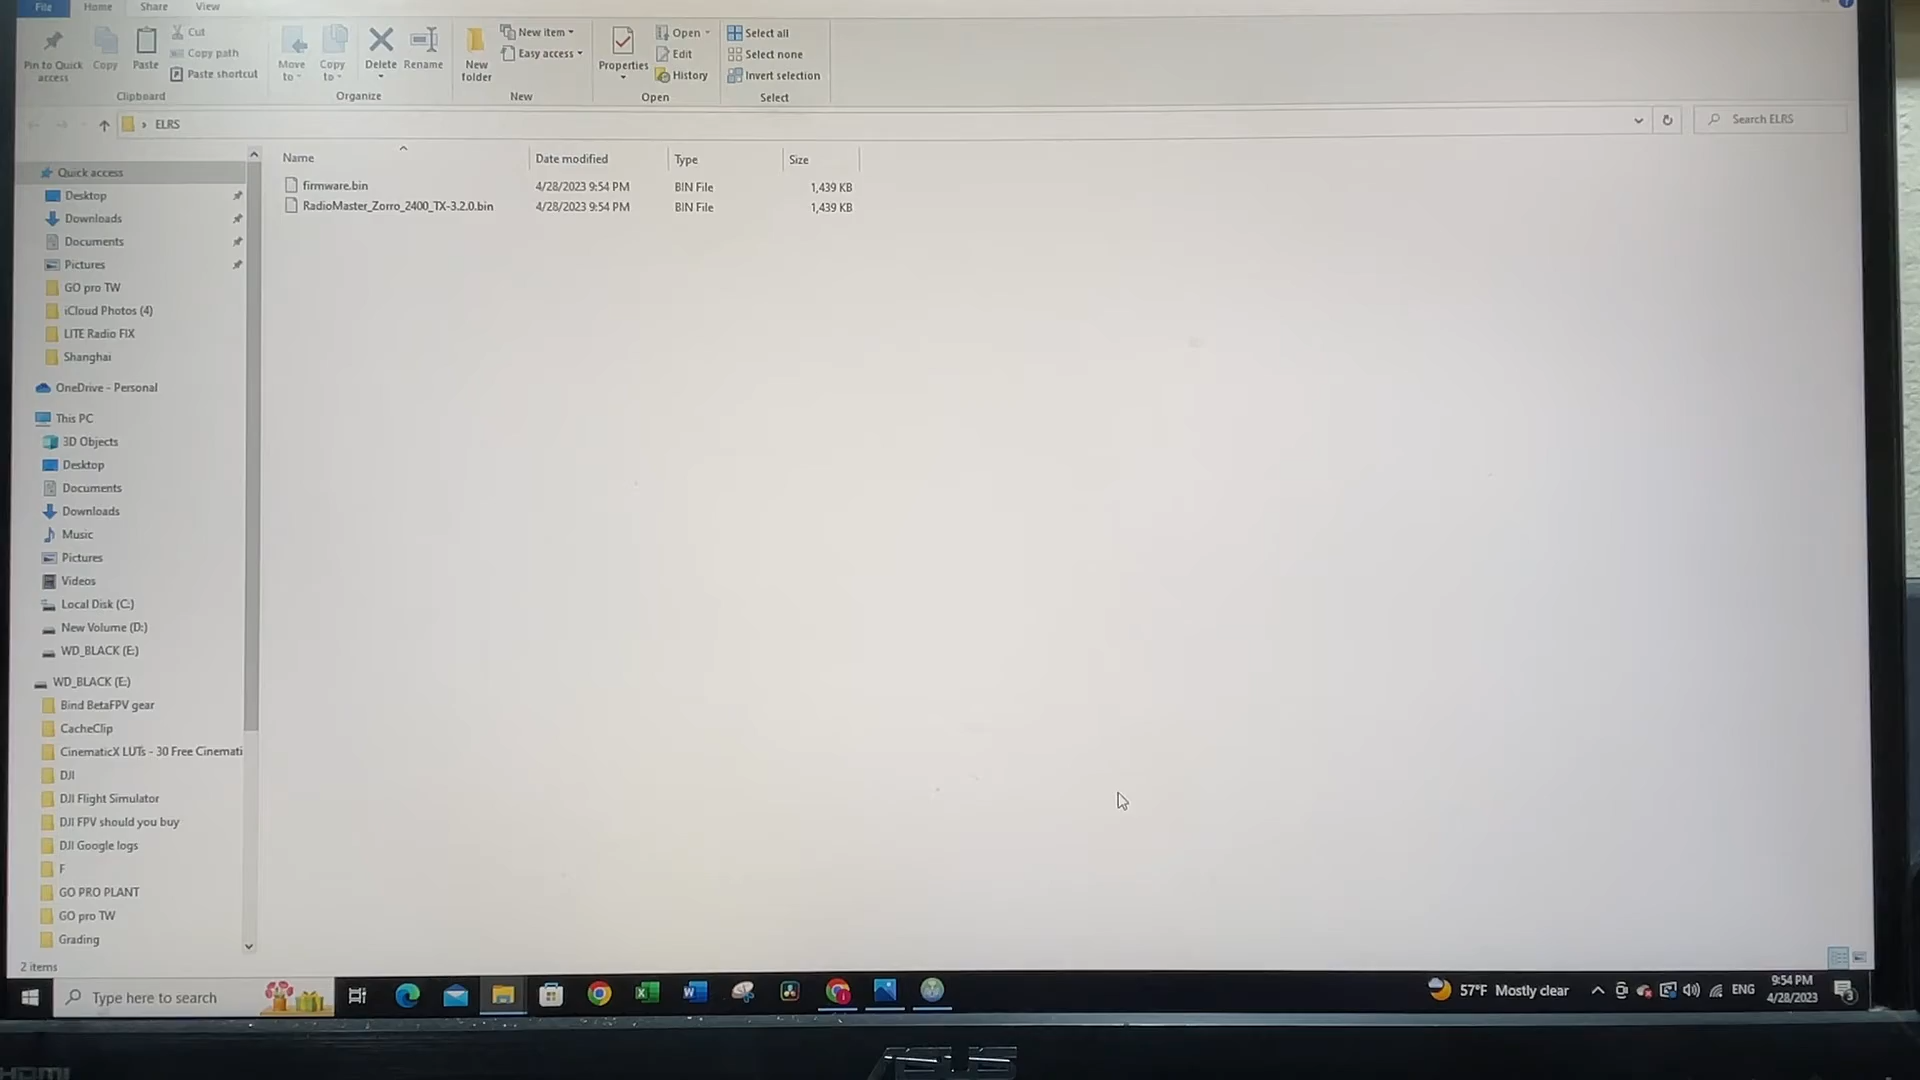 File Home Share View
Pin to Quick access
Copy
Paste
Cut
Copy path
Paste shortcut
Clipboard
Move to
Copy to
Delete
Rename
Organize
New folder
New item
Easy access
New
Properties
Open
Edit
History
Open
Select all
Select none
Invert selection
Select
ELRS
Search ELRS
Name Date modified Type Size
firmware.bin 4/28/2023 9:54 PM BIN File 1,439 KB
RadioMaster_Zorro_2400_TX-3.2.0.bin 4/28/2023 9:54 PM BIN File 1,439 KB
Quick access
Desktop
Downloads
Documents
Pictures
GO pro TW
iCloud Photos (4)
LITE Radio FIX
Shanghai
OneDrive - Personal
This PC
3D Objects
Desktop
Documents
Downloads
Music
Pictures
Videos
Local Disk (C:)
New Volume (D:)
WD_BLACK (E:)
WD_BLACK (E:)
Bind BetaFPV gear
CacheClip
CinematicX LUTs - 30 Free Cinemati
DJI
DJI Flight Simulator
DJI FPV should you buy
DJI Google logs
F
GO PRO PLANT
GO pro TW
Grading
2 items
Type here to search
57°F Mostly clear
ENG
9:54 PM
4/28/2023
3
ASUS
HDMI